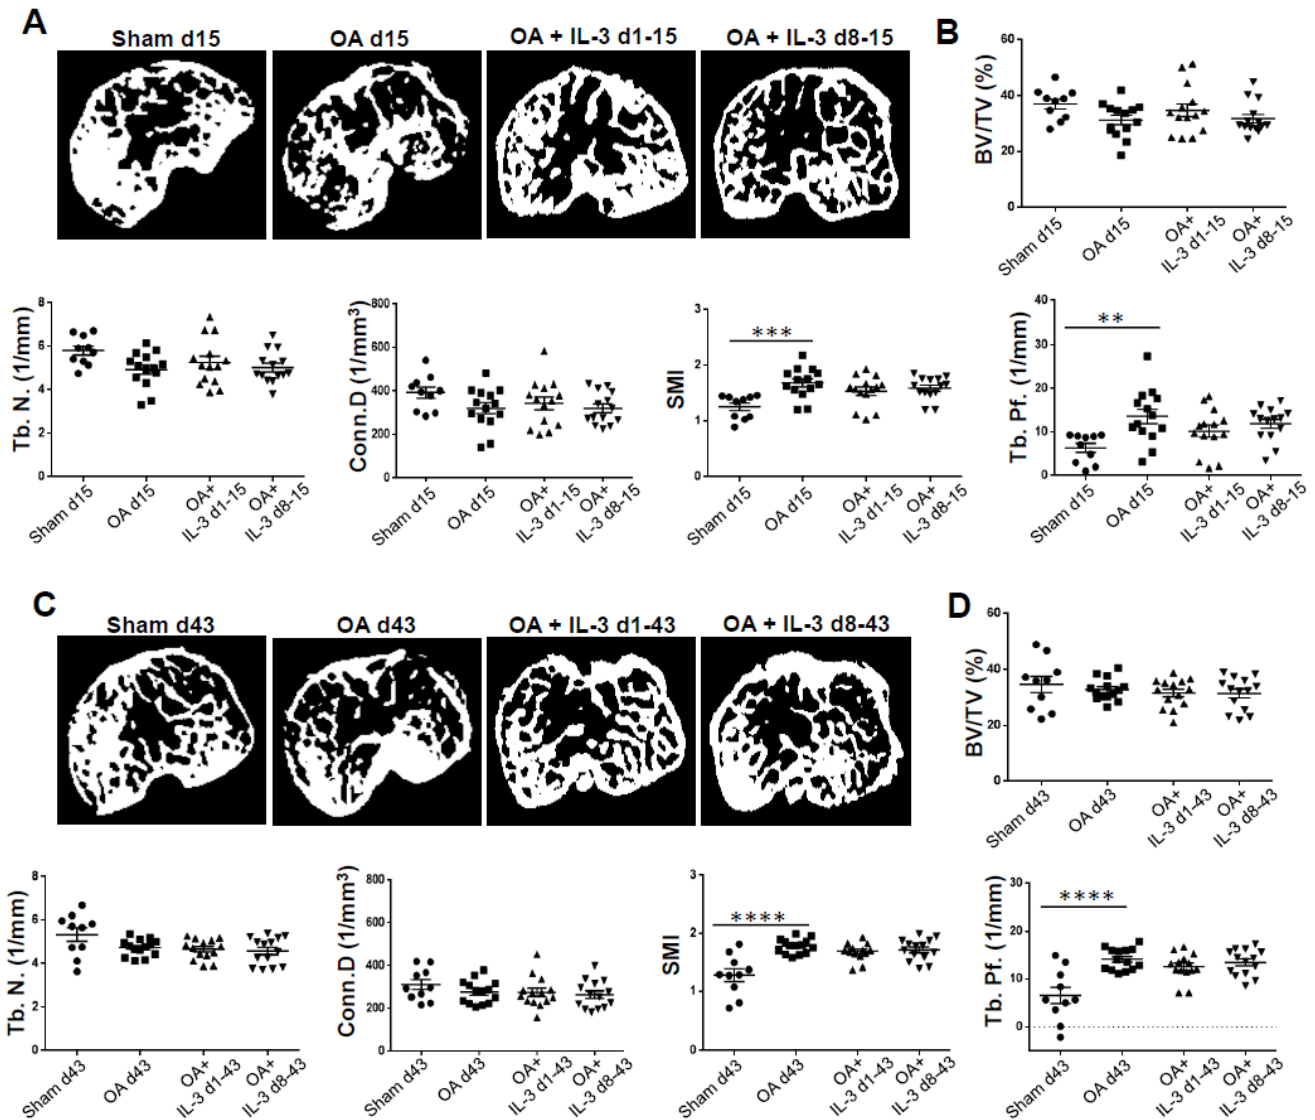 A
Sham d15
OA d15
OA + IL-3 d1-15
OA + IL-3 d8-15
B
BV/TV (%)
60
40
20
0
Sham d15
OA d15
OA+
IL-3 d1-15
OA+
IL-3 d8-15
Tb. N. (1/mm)
8
6
4
2
0
Sham d15
OA d15
OA+
IL-3 d1-15
OA+
IL-3 d8-15
Conn.D (1/mm³)
800
600
400
200
0
Sham d15
OA d15
OA+
IL-3 d1-15
OA+
IL-3 d8-15
SMI
3
2
1
0
***
Sham d15
OA d15
OA+
IL-3 d1-15
OA+
IL-3 d8-15
Tb. Pf. (1/mm)
40
30
20
10
0
**
Sham d15
OA d15
OA+
IL-3 d1-15
OA+
IL-3 d8-15
C
Sham d43
OA d43
OA + IL-3 d1-43
OA + IL-3 d8-43
D
BV/TV (%)
60
40
20
0
Sham d43
OA d43
OA+
IL-3 d1-43
OA+
IL-3 d8-43
Tb. N. (1/mm)
8
6
4
2
0
Sham d43
OA d43
OA+
IL-3 d1-43
OA+
IL-3 d8-43
Conn.D (1/mm³)
800
600
400
200
0
Sham d43
OA d43
OA+
IL-3 d1-43
OA+
IL-3 d8-43
SMI
3
2
1
0
****
Sham d43
OA d43
OA+
IL-3 d1-43
OA+
IL-3 d8-43
Tb. Pf. (1/mm)
30
20
10
0
****
Sham d43
OA d43
OA+
IL-3 d1-43
OA+
IL-3 d8-43